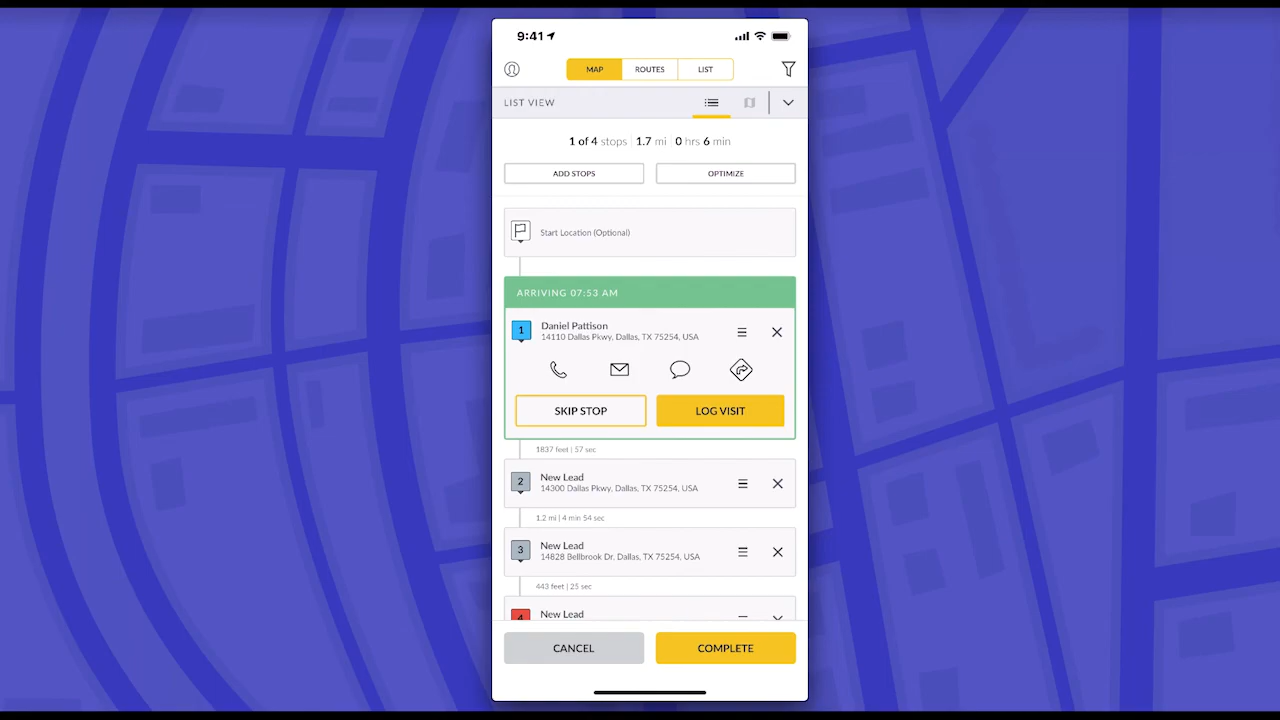 9:41
MAP ROUTES LIST
LIST VIEW
1 of 4 stops 1.7 mi 0 hrs 6 min
ADD STOPS OPTIMIZE
Start Location (Optional)
ARRIVING 07:53 AM
1 Daniel Pattison
14110 Dallas Pkwy, Dallas, TX 75254, USA
SKIP STOP LOG VISIT
1837 feet | 57 sec
2 New Lead
14300 Dallas Pkwy, Dallas, TX 75254, USA
1.2 mi | 4 min 54 sec
3 New Lead
14828 Bellbrook Dr. Dallas, TX 75254, USA
443 feet | 25 sec
4 New Lead
CANCEL COMPLETE